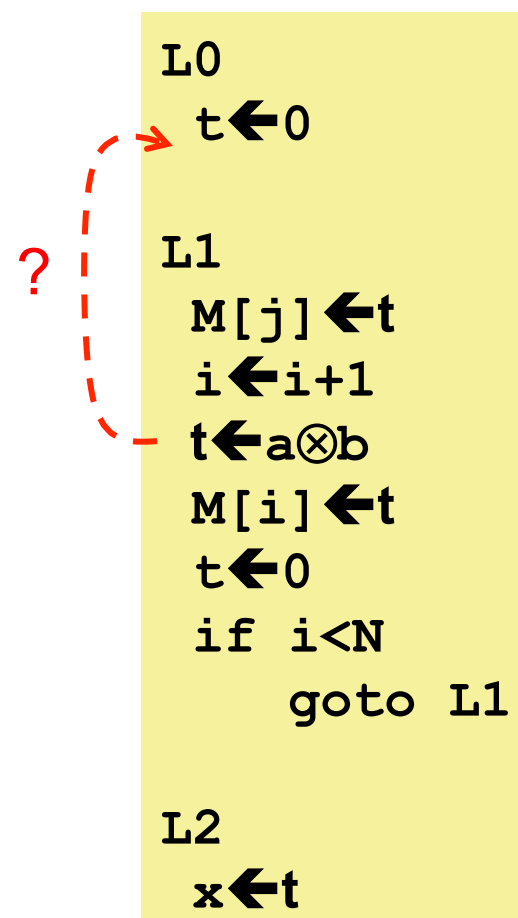 L0
t←0
?
L1
M[j]←t
i←i+1
t←a⊗b
M[i]←t
t←0
if i<N
goto L1
L2
x←t